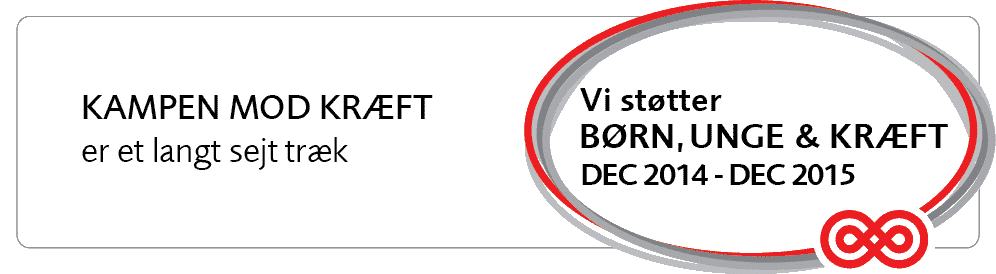 KAMPEN MOD KRÆFT
er et langt sejt træk
Vi støtter
BØRN, UNGE & KRÆFT
DEC 2014 - DEC 2015